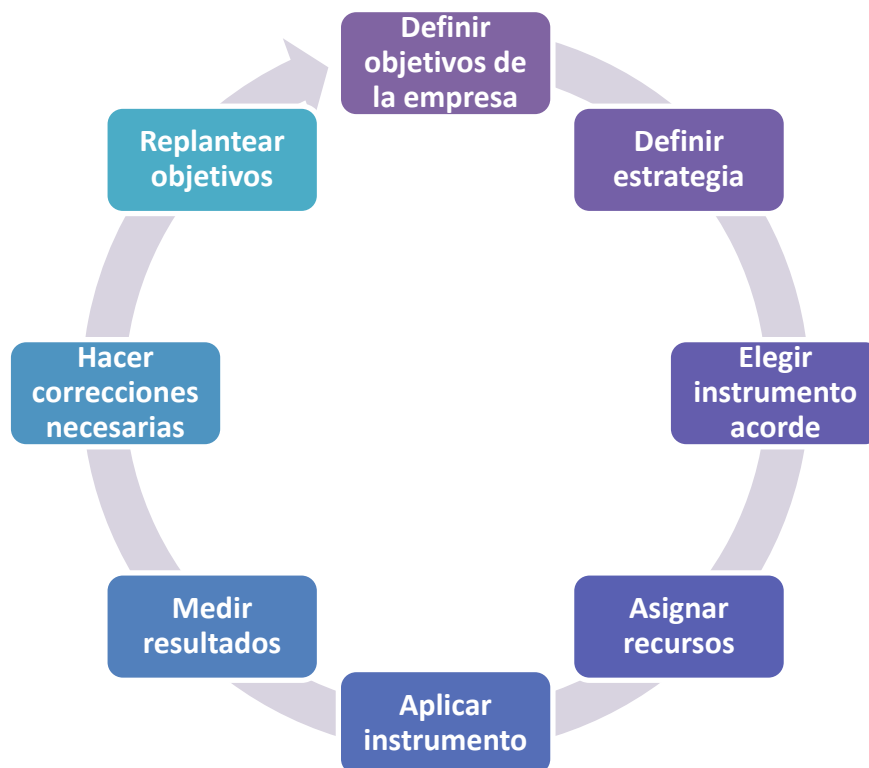 Definir
objetivos de
la empresa
Definir
estrategia
Elegir
instrumento
acorde
Asignar
recursos
Aplicar
instrumento
Medir
resultados
Hacer
correcciones
necesarias
Replantear
objetivos